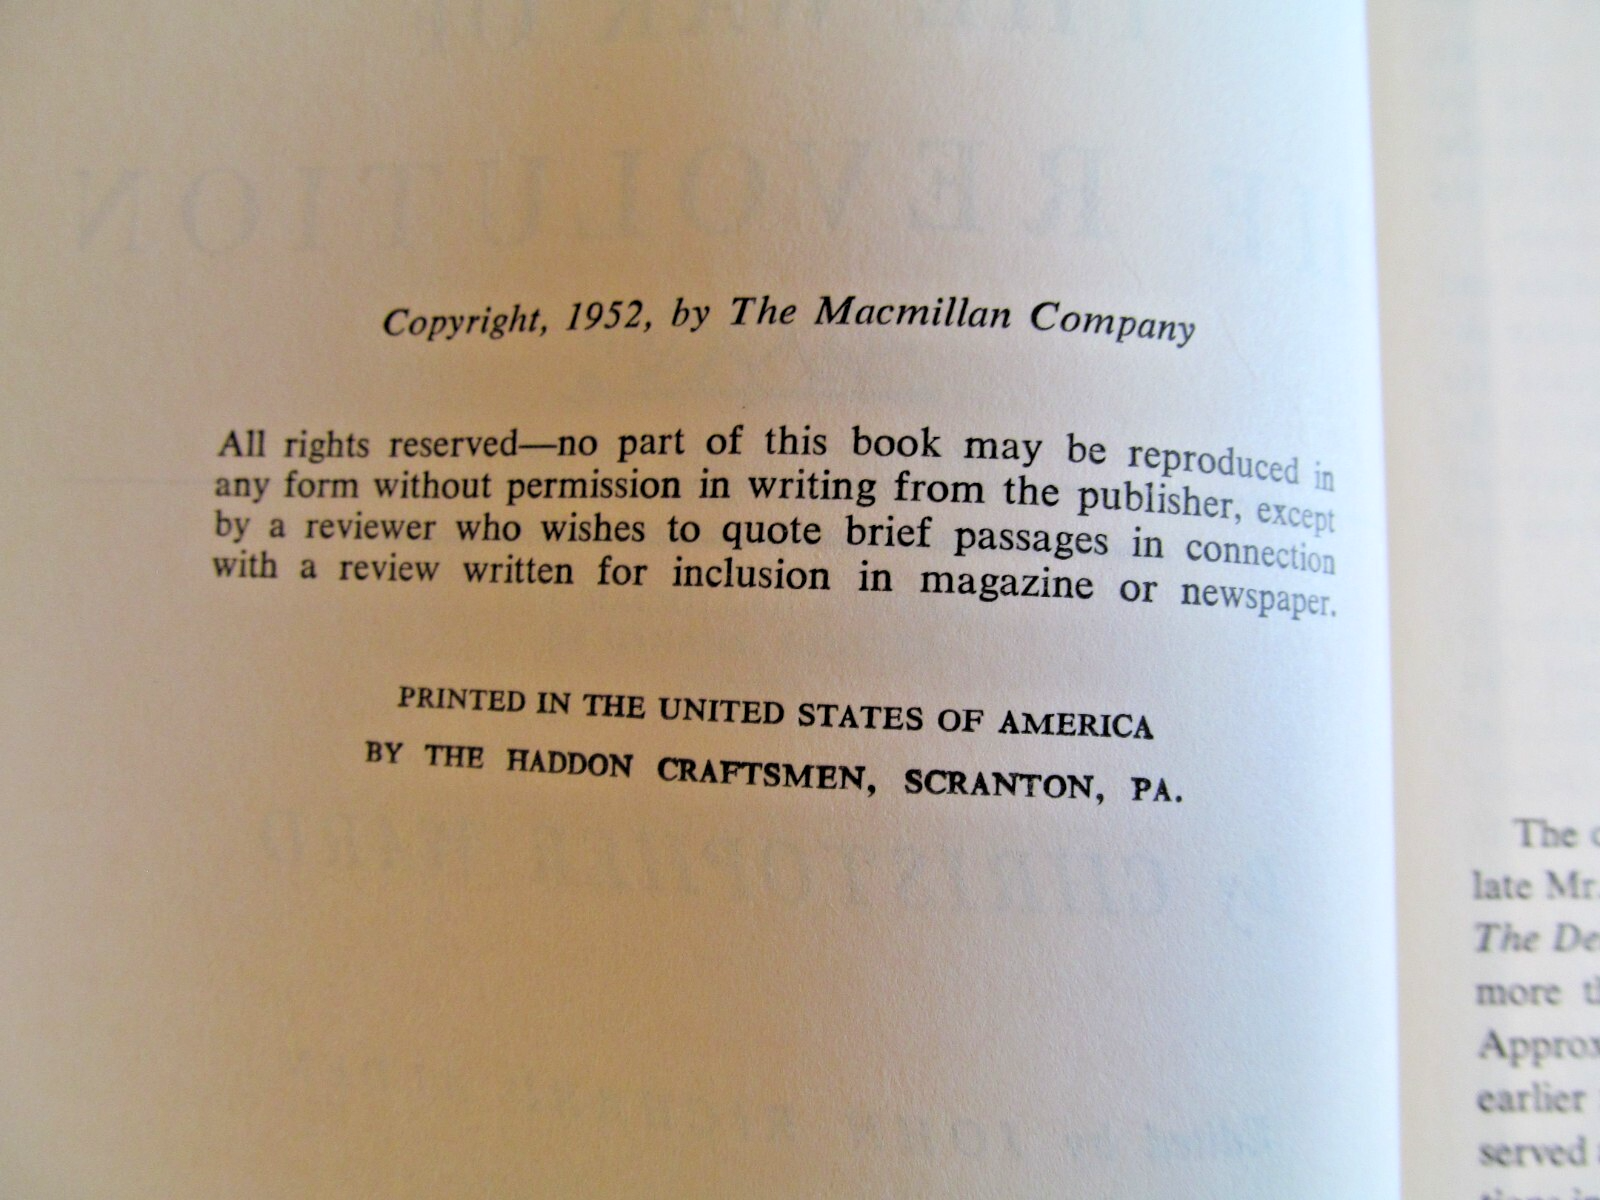 Copyright, 1952, by The Macmillan Company
All rights reserved—no part of this book may be reproduced in
any form without permission in writing from the publisher, except
by a reviewer who wishes to quote brief passages in connection
with a review written for inclusion in magazine or newspaper.
PRINTED IN THE UNITED STATES OF AMERICA
BY THE HADDON CRAFTSMEN, SCRANTON, PA.
The
late Mr.
The De
more
Approx
earlier
served